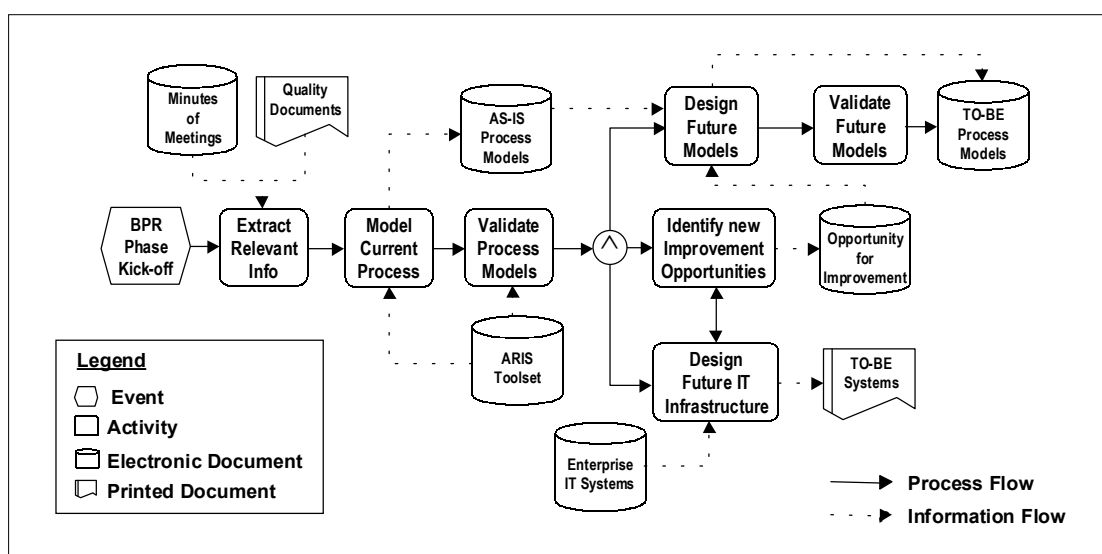 Minutes
of
Meetings
Quality
Documents
AS-IS
Process
Models
Design
Future
Models
Validate
Future
Models
TO-BE
Process
Models
BPR
Phase
Kick-off
Extract
Relevant
Info
Model
Current
Process
Validate
Process
Models
^
Identify new
Improvement
Opportunities
Opportunity
for
Improvement
ARIS
Toolset
Design
Future IT
Infrastructure
TO-BE
Systems
Enterprise
IT Systems
Legend
Event
Activity
Electronic Document
Printed Document
Process Flow
Information Flow